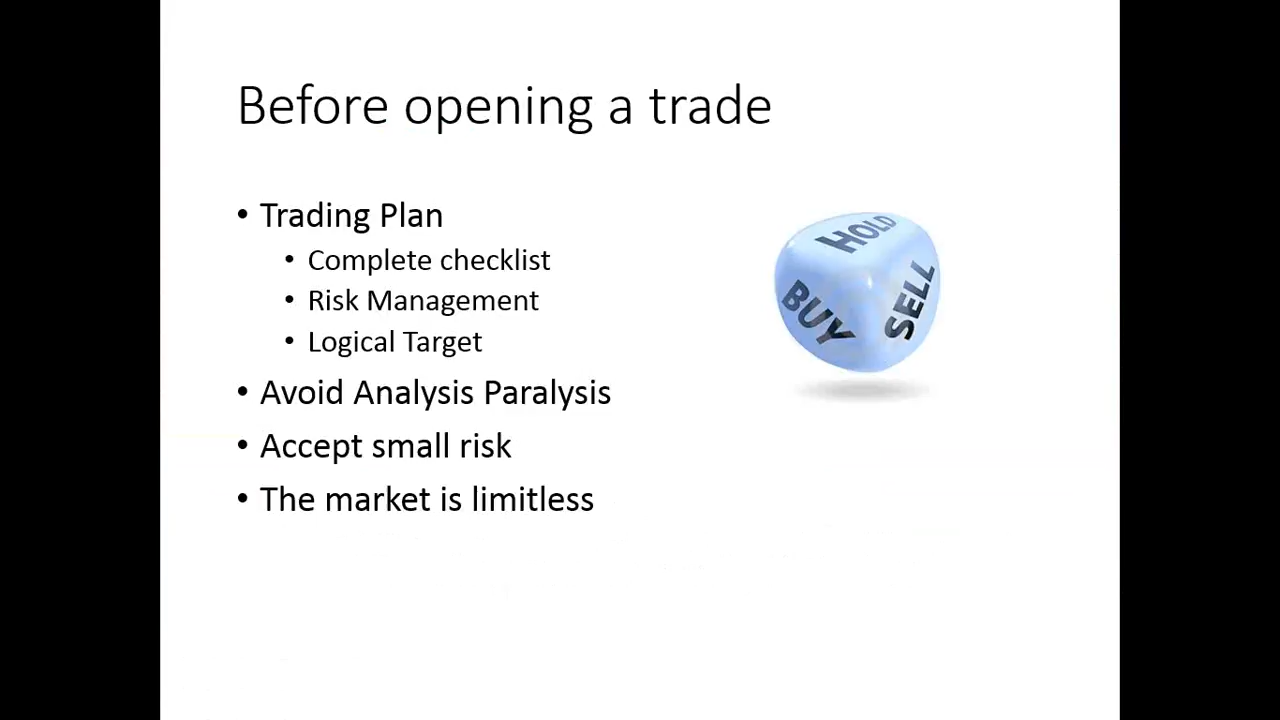 Before opening a trade
• Trading Plan
• Complete checklist
• Risk Management
• Logical Target
• Avoid Analysis Paralysis
• Accept small risk
• The market is limitless
HOLD
BUY
SELL